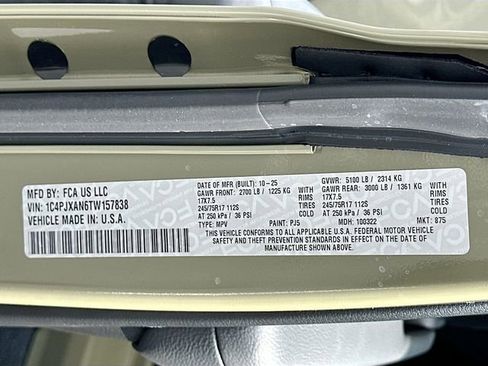 MFD BY: FCA US LLC
VIN: 1C4PJXAN6TW157838
VEHICLE MADE IN U.S.A.
DATE OF MFR (BUILT): 10-25
GVWR: 5100 LB / 2314 KG
GAWR FRONT: 2700 LB / 1225 KG
GAWR REAR: 3000 LB / 1361 KG
17X7.5 RIMS 17X7.5 RIMS
245/75R17 112S TIRES 245/75R17 112S TIRES
AT 250 kPa / 36 PSI COLD AT 250 kPa / 36 PSI COLD
TYPE: MPV PAINT: PJ5 MDH: 100322 MKT: 875
THIS VEHICLE CONFORMS TO ALL APPLICABLE U.S.A. FEDERAL MOTOR VEHICLE
SAFETY, BUMPER AND THEFT PREVENTION STANDARDS IN EFFECT ON THE DATE OF
MANUFACTURE SHOWN ABOVE.